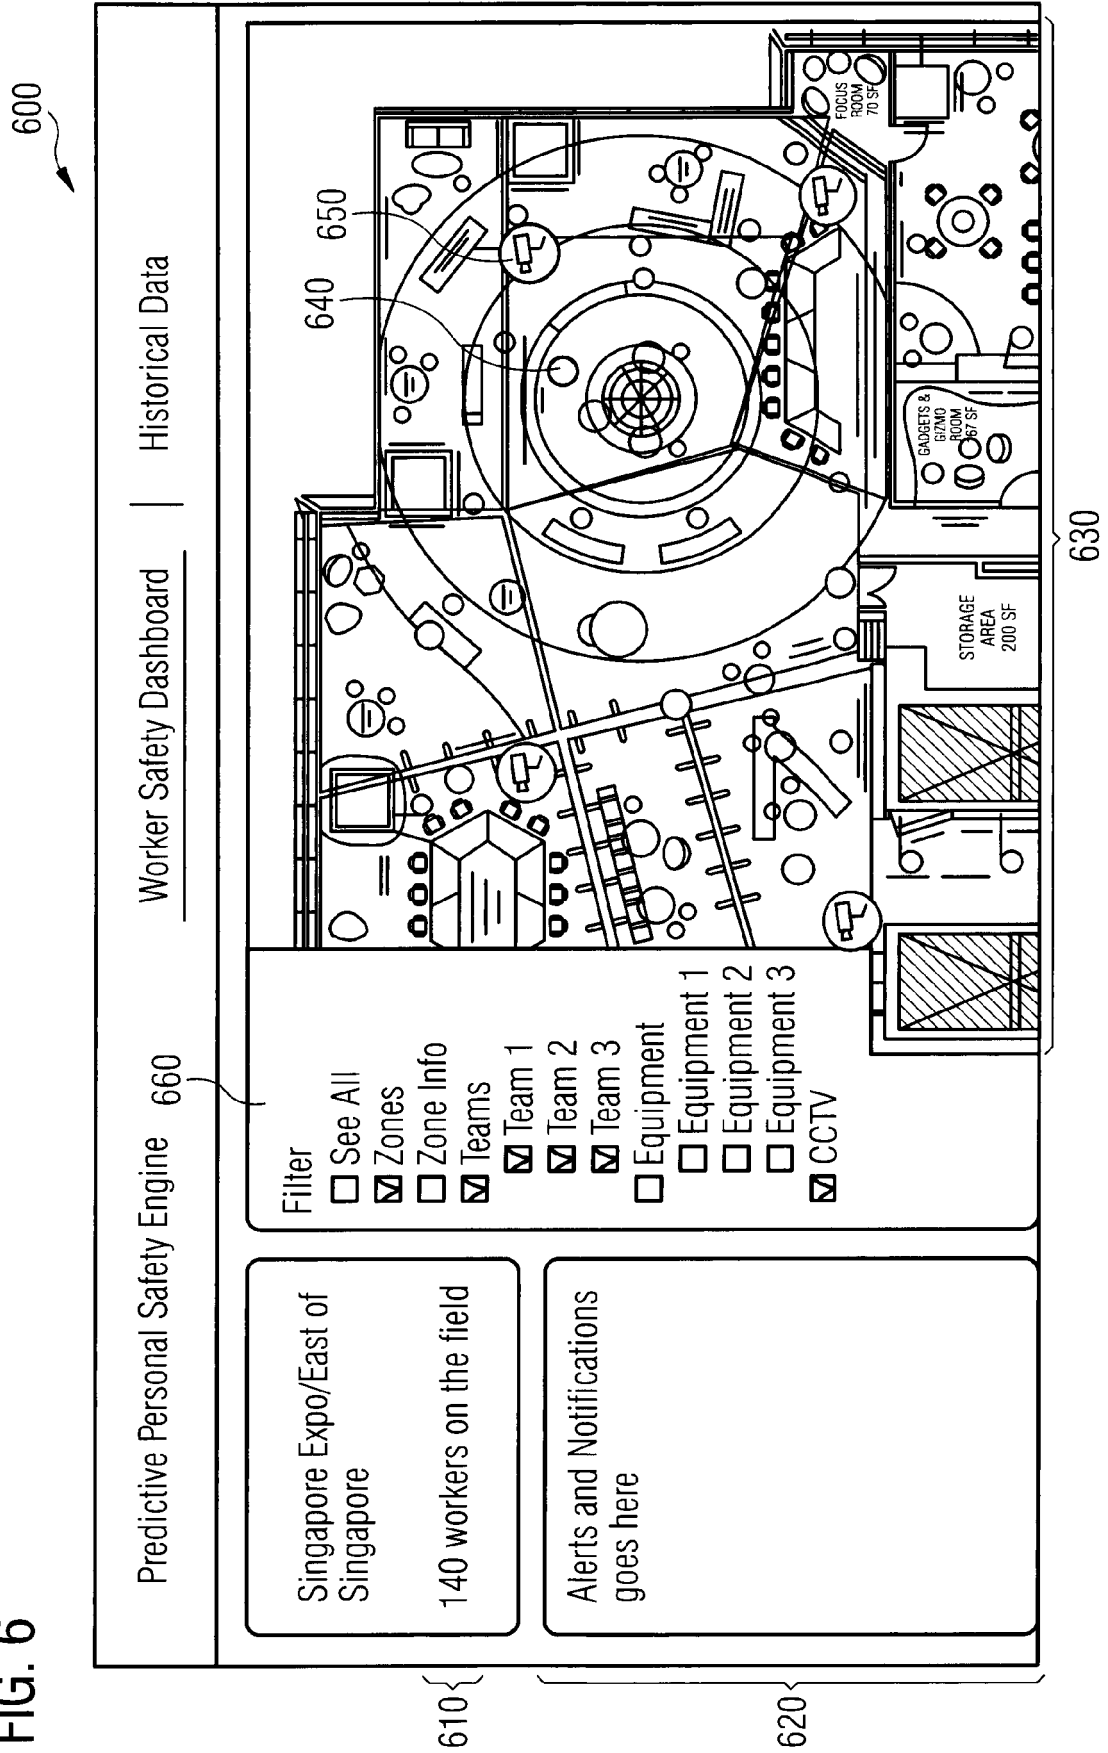 FIG. 6
600
Predictive Personal Safety Engine
Worker Safety Dashboard
Historical Data
660
640
650
Singapore Expo/East of
Singapore
140 workers on the field
610
Alerts and Notifications
goes here
620
Filter
See All
Zones
Zone Info
Teams
Team 1
Team 2
Team 3
Equipment
Equipment 1
Equipment 2
Equipment 3
CCTV
FOCUS
ROOM
70 SF
GADGETS &
GIZMO
ROOM
67 SF
STORAGE
AREA
200 SF
630